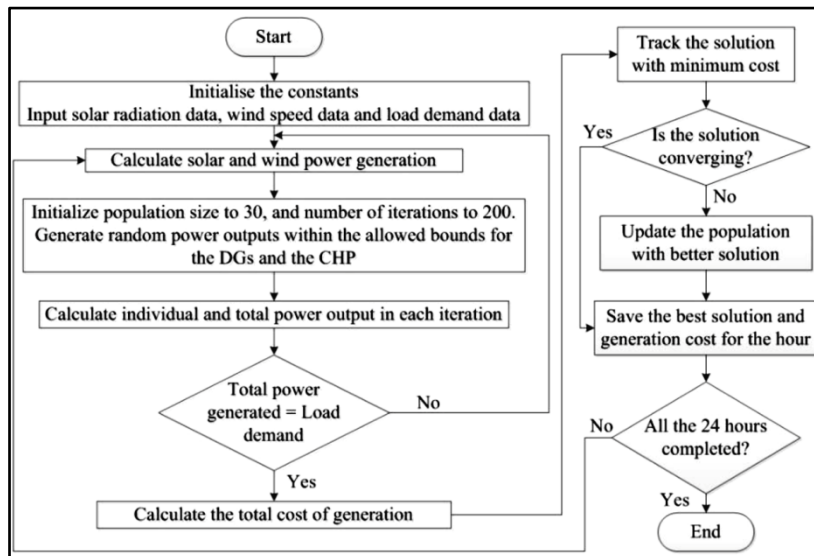 Start
Initialise the constants
Input solar radiation data, wind speed data and load demand data
Calculate solar and wind power generation
Initialize population size to 30, and number of iterations to 200.
Generate random power outputs within the allowed bounds for
the DGs and the CHP
Calculate individual and total power output in each iteration
Total power
generated = Load
demand
No
Yes
Calculate the total cost of generation
Track the solution
with minimum cost
Yes
Is the solution
converging?
No
Update the population
with better solution
Save the best solution and
generation cost for the hour
No
All the 24 hours
completed?
Yes
End